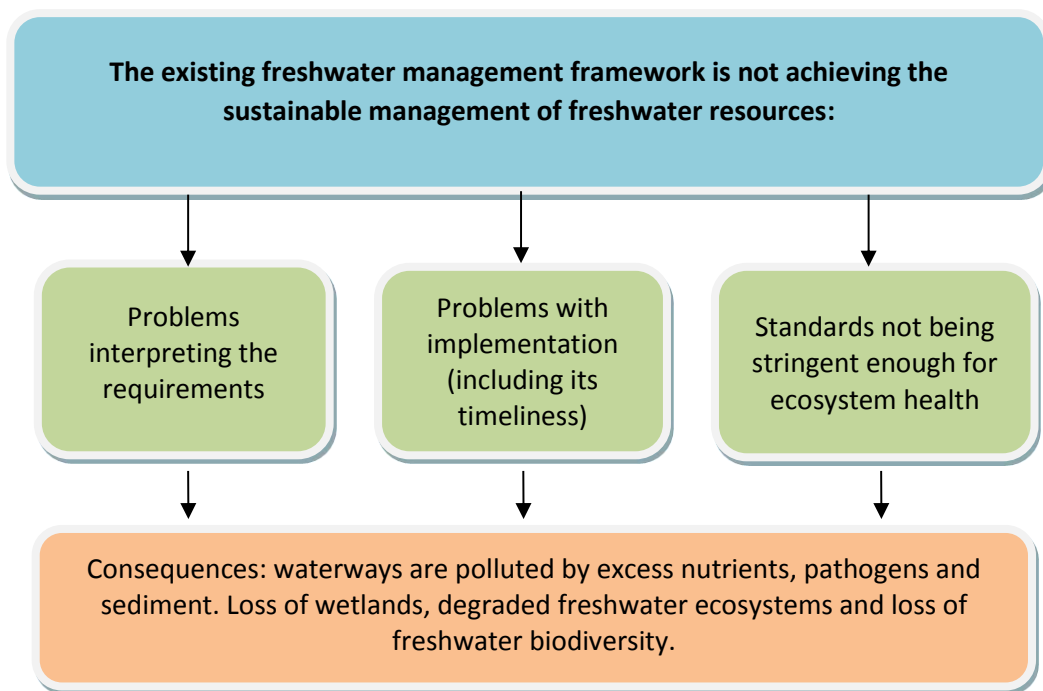 The existing freshwater management framework is not achieving the
sustainable management of freshwater resources:
Problems
interpreting the
requirements
Problems with
implementation
(including its
timeliness)
Standards not being
stringent enough for
ecosystem health
Consequences: waterways are polluted by excess nutrients, pathogens and
sediment. Loss of wetlands, degraded freshwater ecosystems and loss of
freshwater biodiversity.